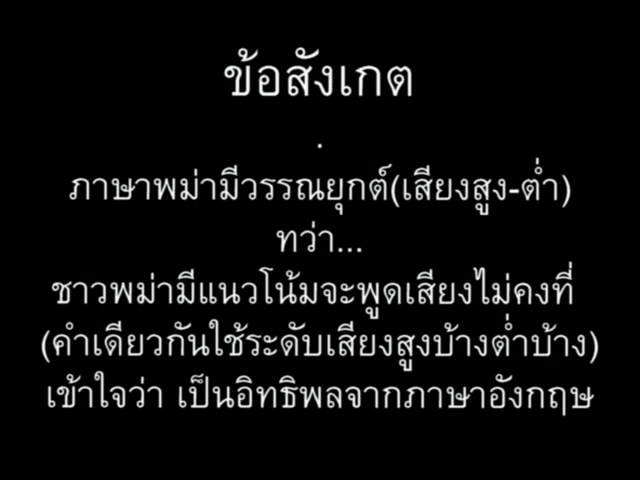 ข้อสังเกต
.
ภาษาพม่ามีวรรณยุกต์(เสียงสูง-ต่ำ)
ทว่า...
ชาวพม่ามีแนวโน้มจะพูดเสียงไม่คงที่
(คำเดียวกันใช้ระดับเสียงสูงบ้างต่ำบ้าง)
เข้าใจว่า เป็นอิทธิพลจากภาษาอังกฤษ